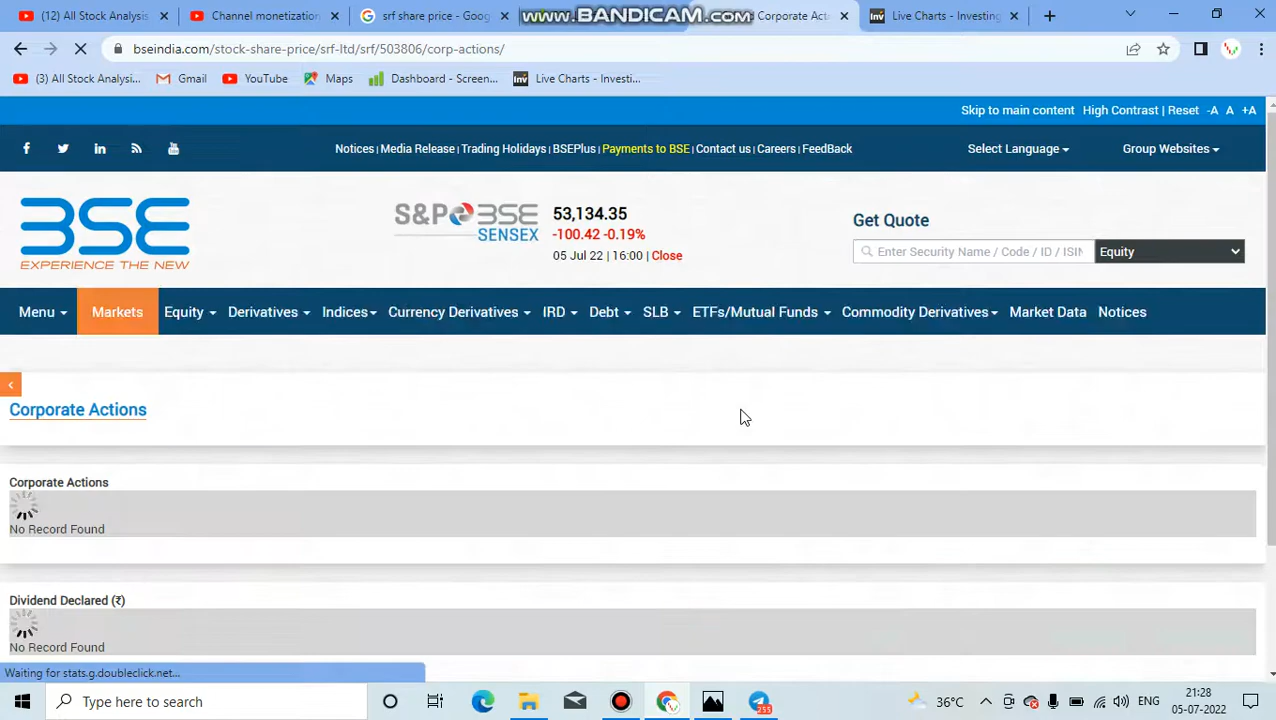 (12) All Stock Analysis
Channel monetization
srf share price - Goog
www.BANDICAM.com
Corporate Act
Live Charts - Investing
bseindia.com/stock-share-price/srf-ltd/srf/503806/corp-actions/
(3) All Stock Analysi...
Gmail
YouTube
Maps
Dashboard - Screen...
Live Charts - Investi...
Skip to main content High Contrast | Reset -A A +A
Notices | Media Release | Trading Holidays | BSEPlus | Payments to BSE | Contact us | Careers | FeedBack
Select Language
Group Websites
BSE
EXPERIENCE THE NEW
S&P BSE
SENSEX
53,134.35
-100.42 -0.19%
05 Jul 22 | 16:00 | Close
Get Quote
Enter Security Name / Code / ID / ISIN
Equity
Menu Markets Equity Derivatives Indices Currency Derivatives IRD Debt SLB ETFs/Mutual Funds Commodity Derivatives Market Data Notices
Corporate Actions
Corporate Actions
No Record Found
Dividend Declared (₹)
No Record Found
Waiting for stats.g.doubleclick.net...
Type here to search
255
36°C
ENG
21:28
05-07-2022